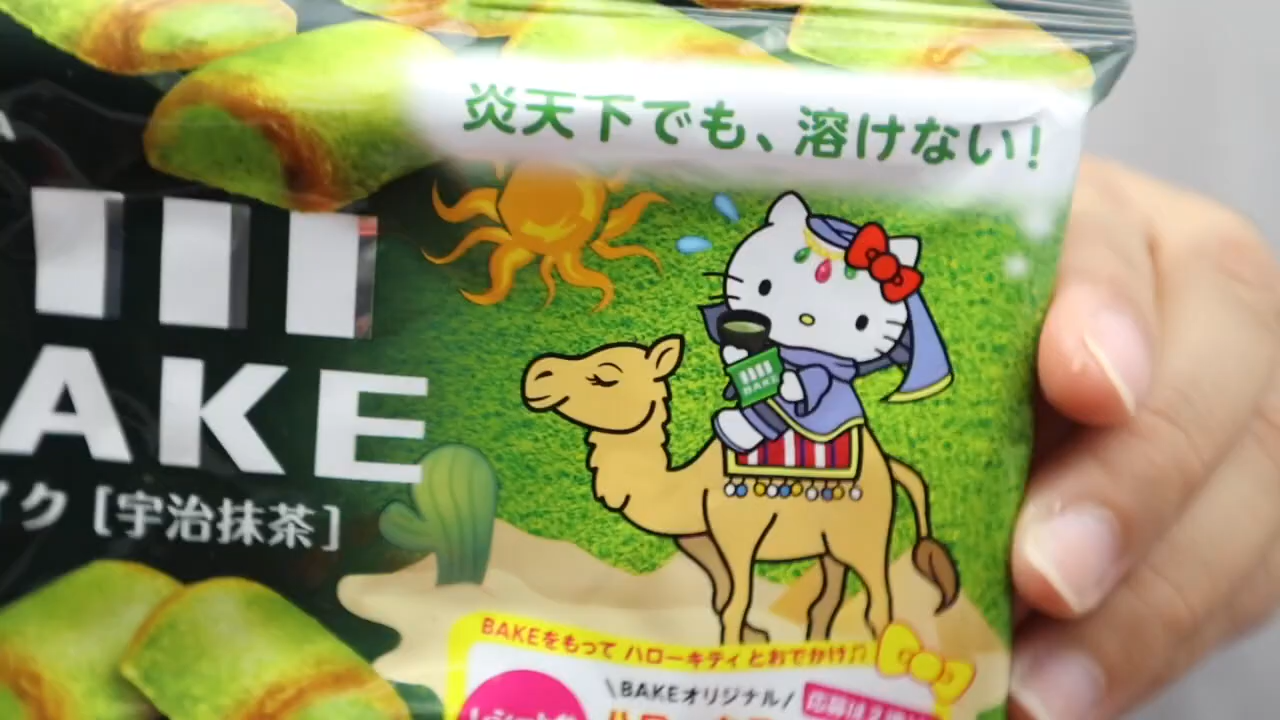 炎天下でも、溶けない!
BAKE
イク [宇治抹茶]
BAKE
BAKEをもって ハローキティ とおでかけ♫
\BAKEオリジナル/